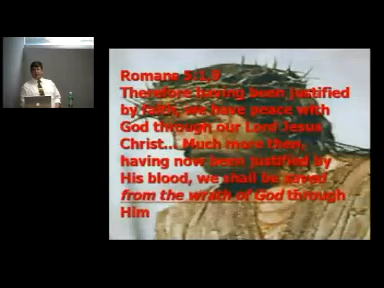 Romans 5:1,9
Therefore having been justified
by faith, we have peace with
God through our Lord Jesus
Christ... Much more then,
having now been justified by
His blood, we shall be saved
from the wrath of God through
Him